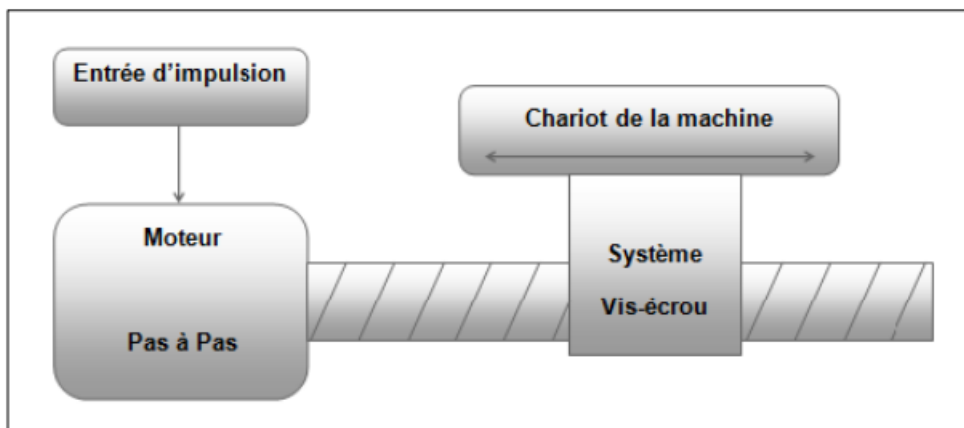 Entrée d'impulsion
Chariot de la machine
Moteur
Pas à Pas
Système
Vis-écrou